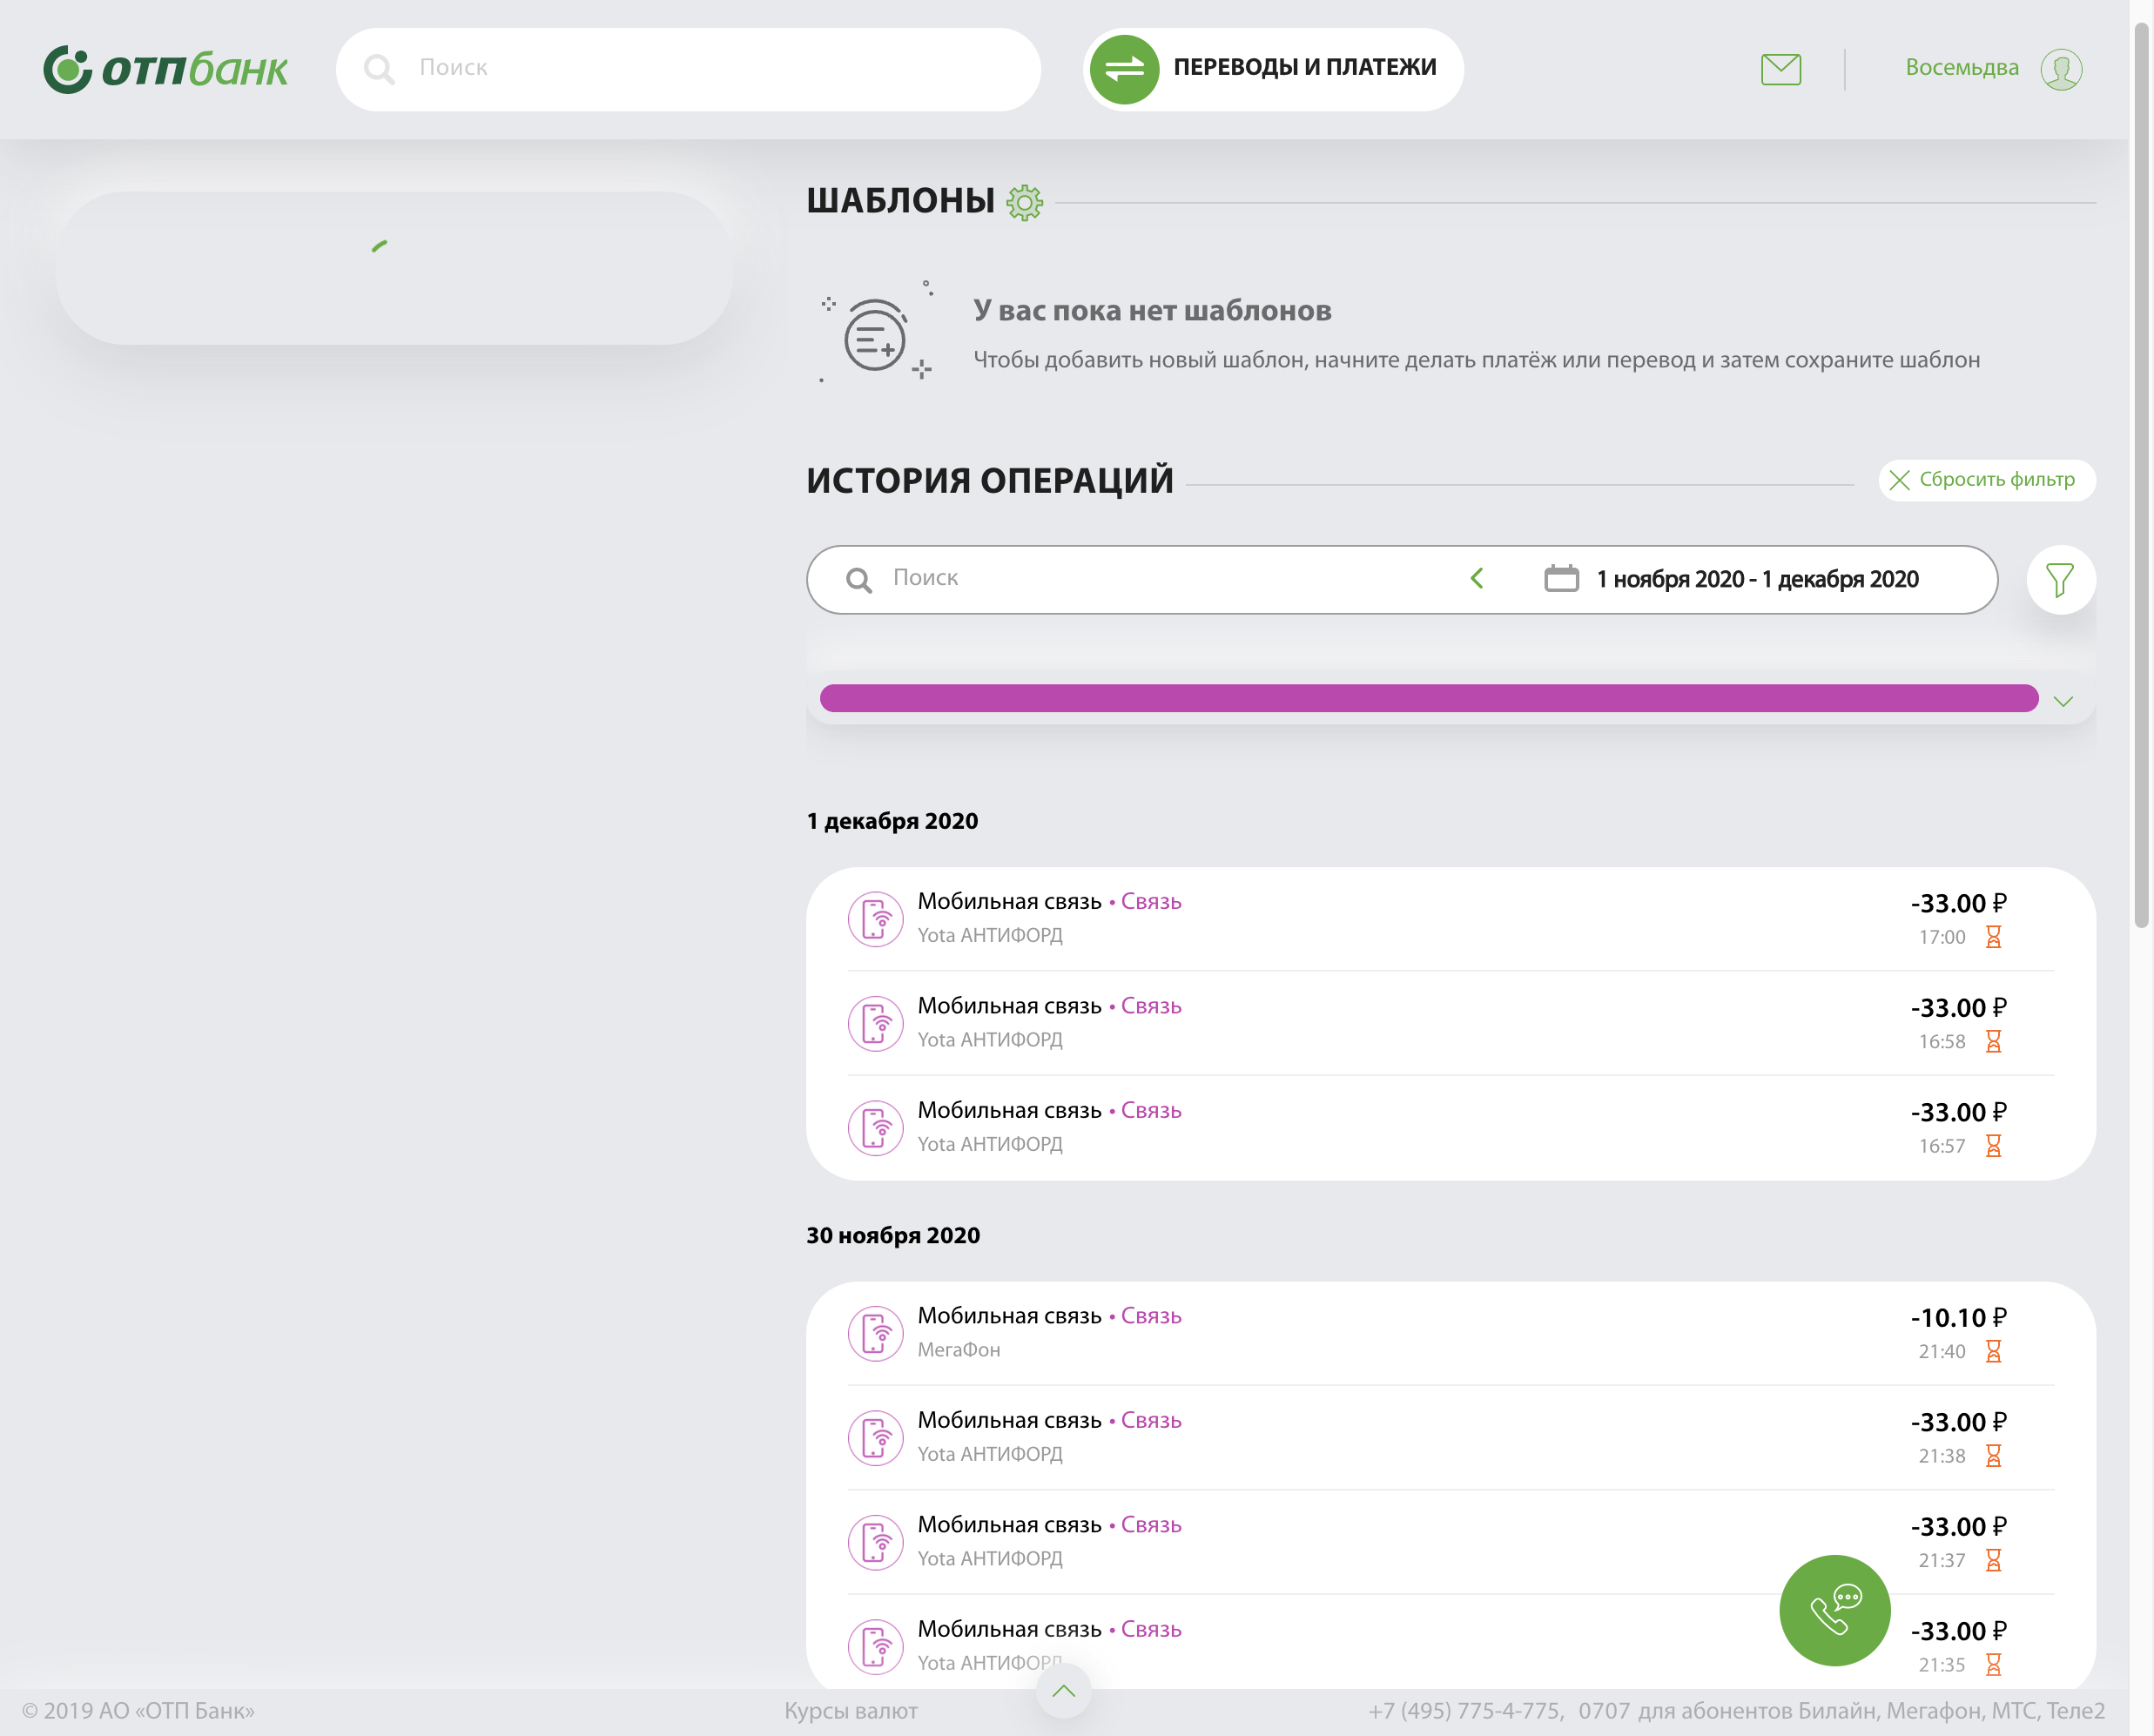 отпбанк
Поиск
ПЕРЕВОДЫ И ПЛАТЕЖИ
Восемьдва
ШАБЛОНЫ
У вас пока нет шаблонов
Чтобы добавить новый шаблон, начните делать платёж или перевод и затем сохраните шаблон
ИСТОРИЯ ОПЕРАЦИЙ
Сбросить фильтр
Поиск
1 ноября 2020 - 1 декабря 2020
1 декабря 2020
Мобильная связь • Связь
-33.00 ₽
Yota АНТИФОРД
17:00
Мобильная связь • Связь
-33.00 ₽
Yota АНТИФОРД
16:58
Мобильная связь • Связь
-33.00 ₽
Yota АНТИФОРД
16:57
30 ноября 2020
Мобильная связь • Связь
-10.10 ₽
МегаФон
21:40
Мобильная связь • Связь
-33.00 ₽
Yota АНТИФОРД
21:38
Мобильная связь • Связь
-33.00 ₽
Yota АНТИФОРД
21:37
Мобильная связь • Связь
-33.00 ₽
Yota АНТИФОРД
21:35
© 2019 АО «ОТП Банк»
Курсы валют
+7 (495) 775-4-775, 0707 для абонентов Билайн, Мегафон, МТС, Теле2